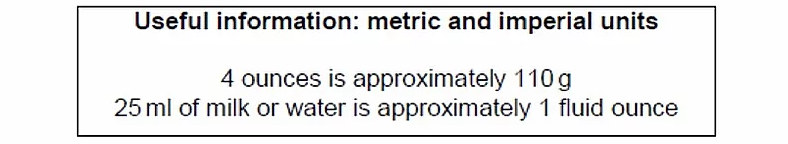 Useful information: metric and imperial units
4 ounces is approximately 110 g
25 ml of milk or water is approximately 1 fluid ounce